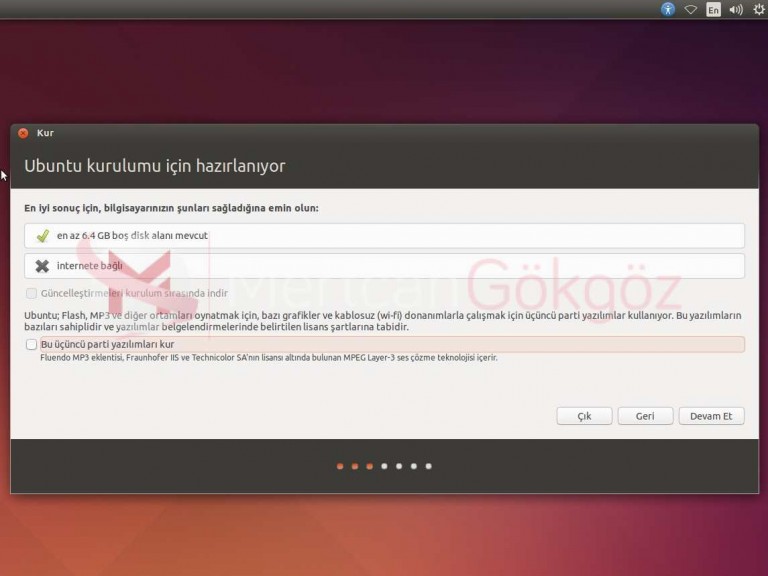 En
Kur
Ubuntu kurulumu için hazırlanıyor
En iyi sonuç için, bilgisayarınızın şunları sağladığına emin olun:
en az 6.4 GB boş disk alanı mevcut
internete bağlı
MertcanGökgöz
Güncelleştirmeleri kurulum sırasında indir
Ubuntu; Flash, MP3 ve diğer ortamları oynatmak için, bazı grafikler ve kablosuz (wi-fi) donanımlarla çalışmak için üçüncü parti yazılımlar kullanıyor. Bu yazılımların
bazıları sahiplidir ve yazılımlar belgelendirmelerinde belirtilen lisans şartlarına tabidir.
Bu üçüncü parti yazılımları kur
Fluendo MP3 eklentisi, Fraunhofer IIS ve Technicolor SA'nın lisansı altında bulunan MPEG Layer-3 ses çözme teknolojisi içerir.
Çık
Geri
Devam Et